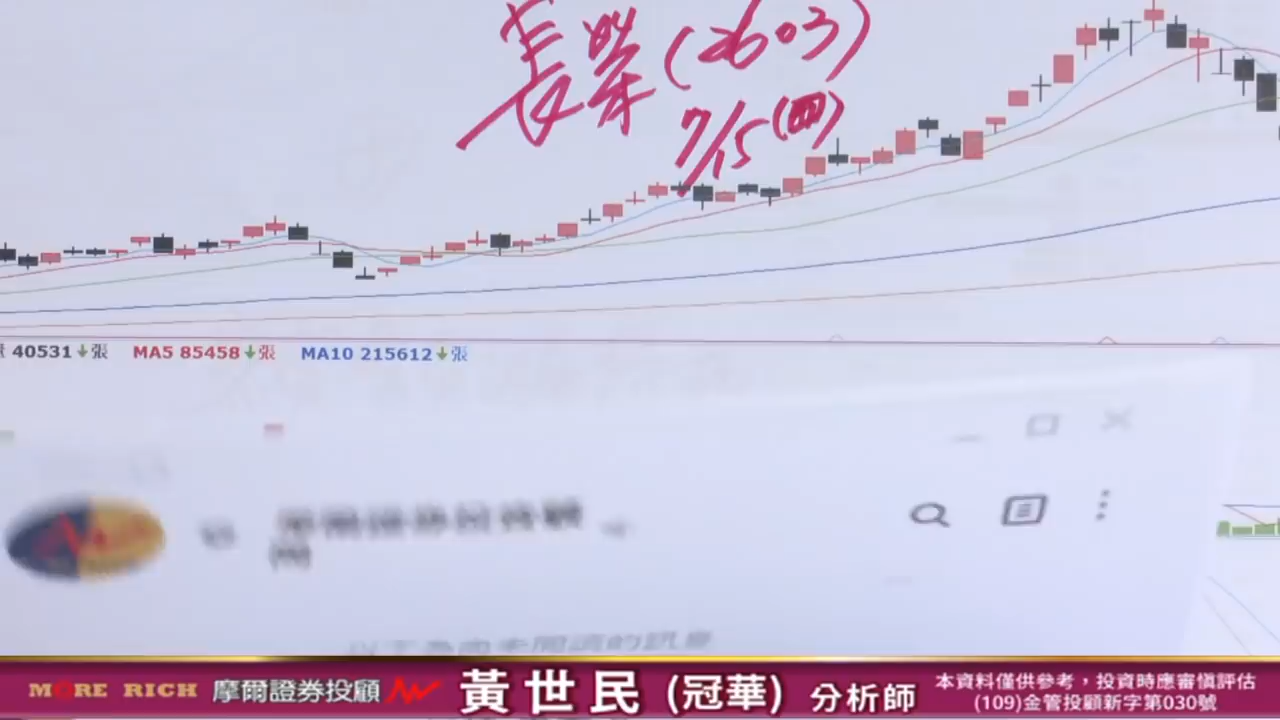 長榮(2603)
7/15(四)
量 40531↓張 MA5 85458↓張 MA10 215612↓張
MORE RICH 摩爾證券投顧 黃世民 (冠華) 分析師
本資料僅供參考，投資時應審慎評估
(109)金管投顧新字第030號